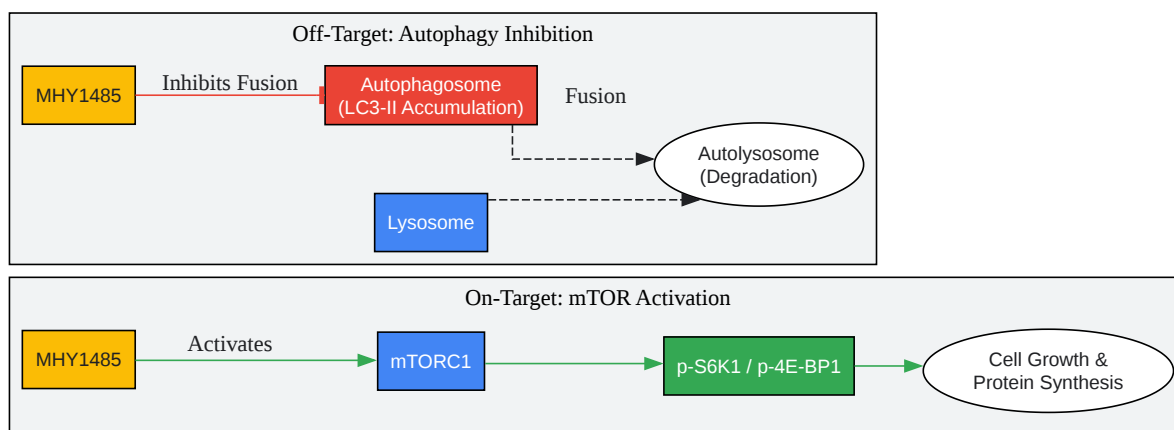 Off-Target: Autophagy Inhibition
MHY1485
Inhibits Fusion
Autophagosome
(LC3-II Accumulation)
Fusion
Autolysosome
(Degradation)
Lysosome
On-Target: mTOR Activation
MHY1485
Activates
mTORC1
p-S6K1 / p-4E-BP1
Cell Growth &
Protein Synthesis